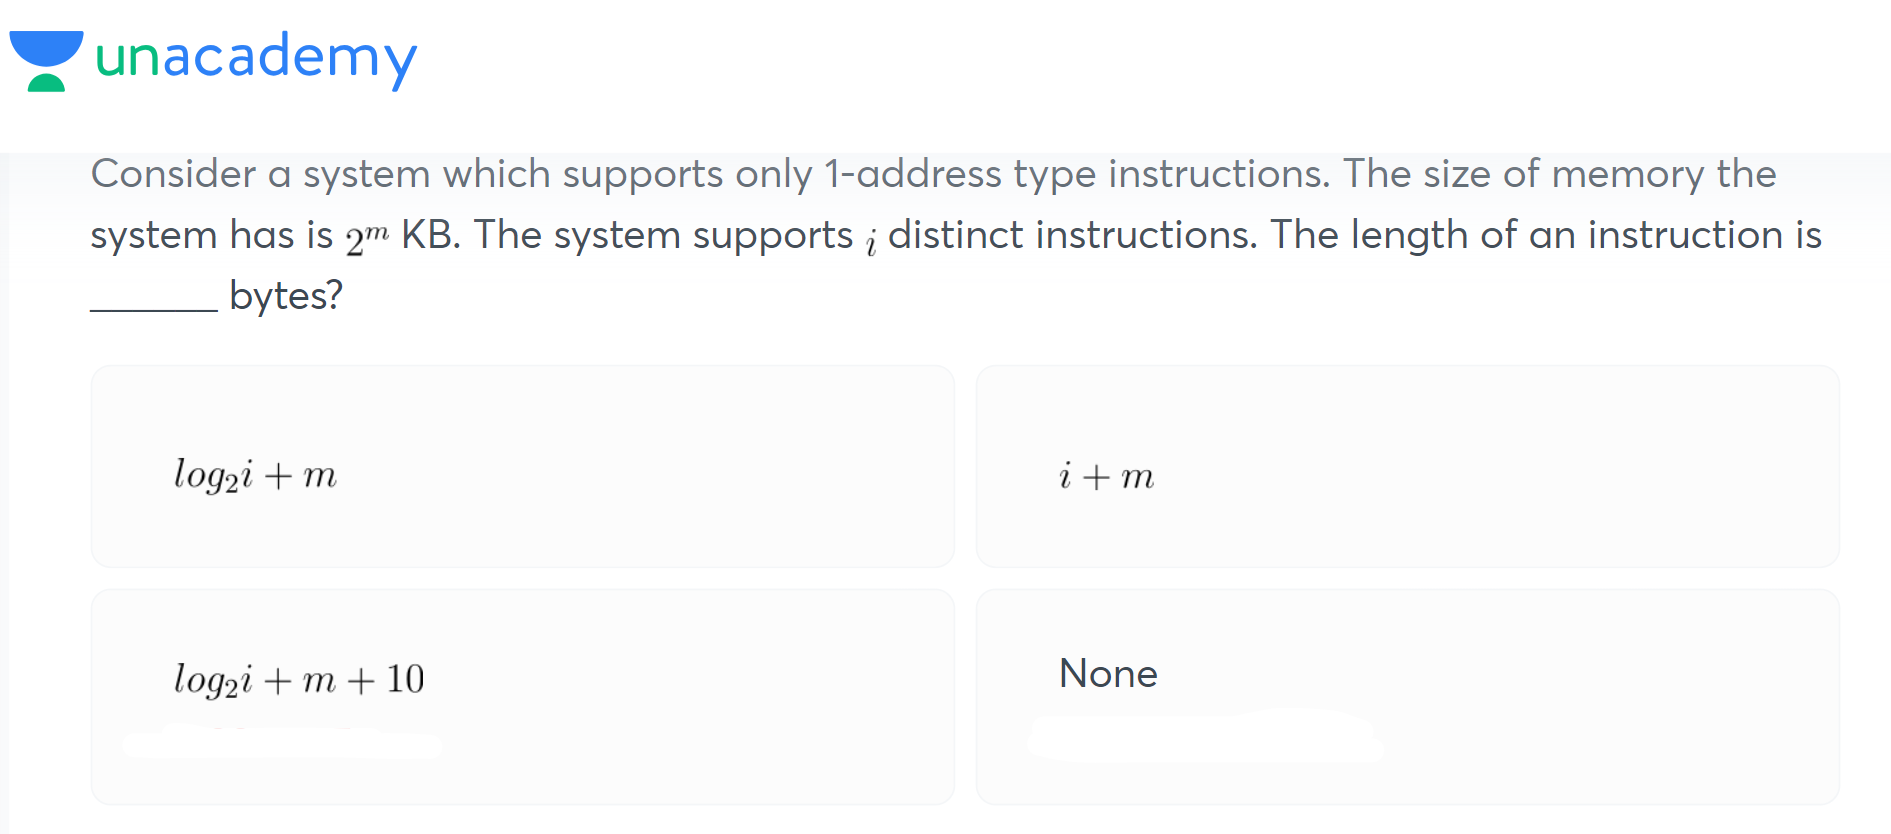 unacademy
Consider a system which supports only 1-address type instructions. The size of memory the
system has is 2^m KB. The system supports i distinct instructions. The length of an instruction is
______ bytes?
log₂i + m
i + m
log₂i + m + 10
None